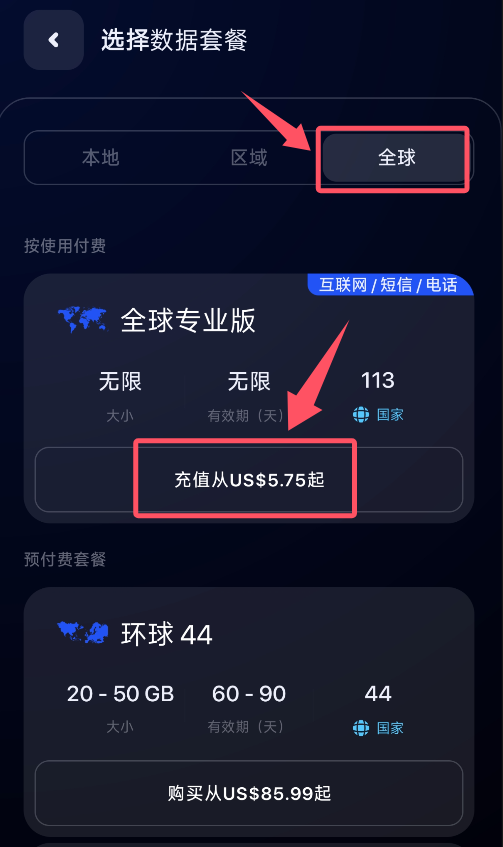 选择数据套餐
本地
区域
全球
按使用付费
互联网/短信/电话
全球专业版
无限
无限
113
大小
有效期（天）
国家
充值从US$5.75起
预付费套餐
环球 44
20 - 50 GB
60 - 90
44
大小
有效期（天）
国家
购买从US$85.99起